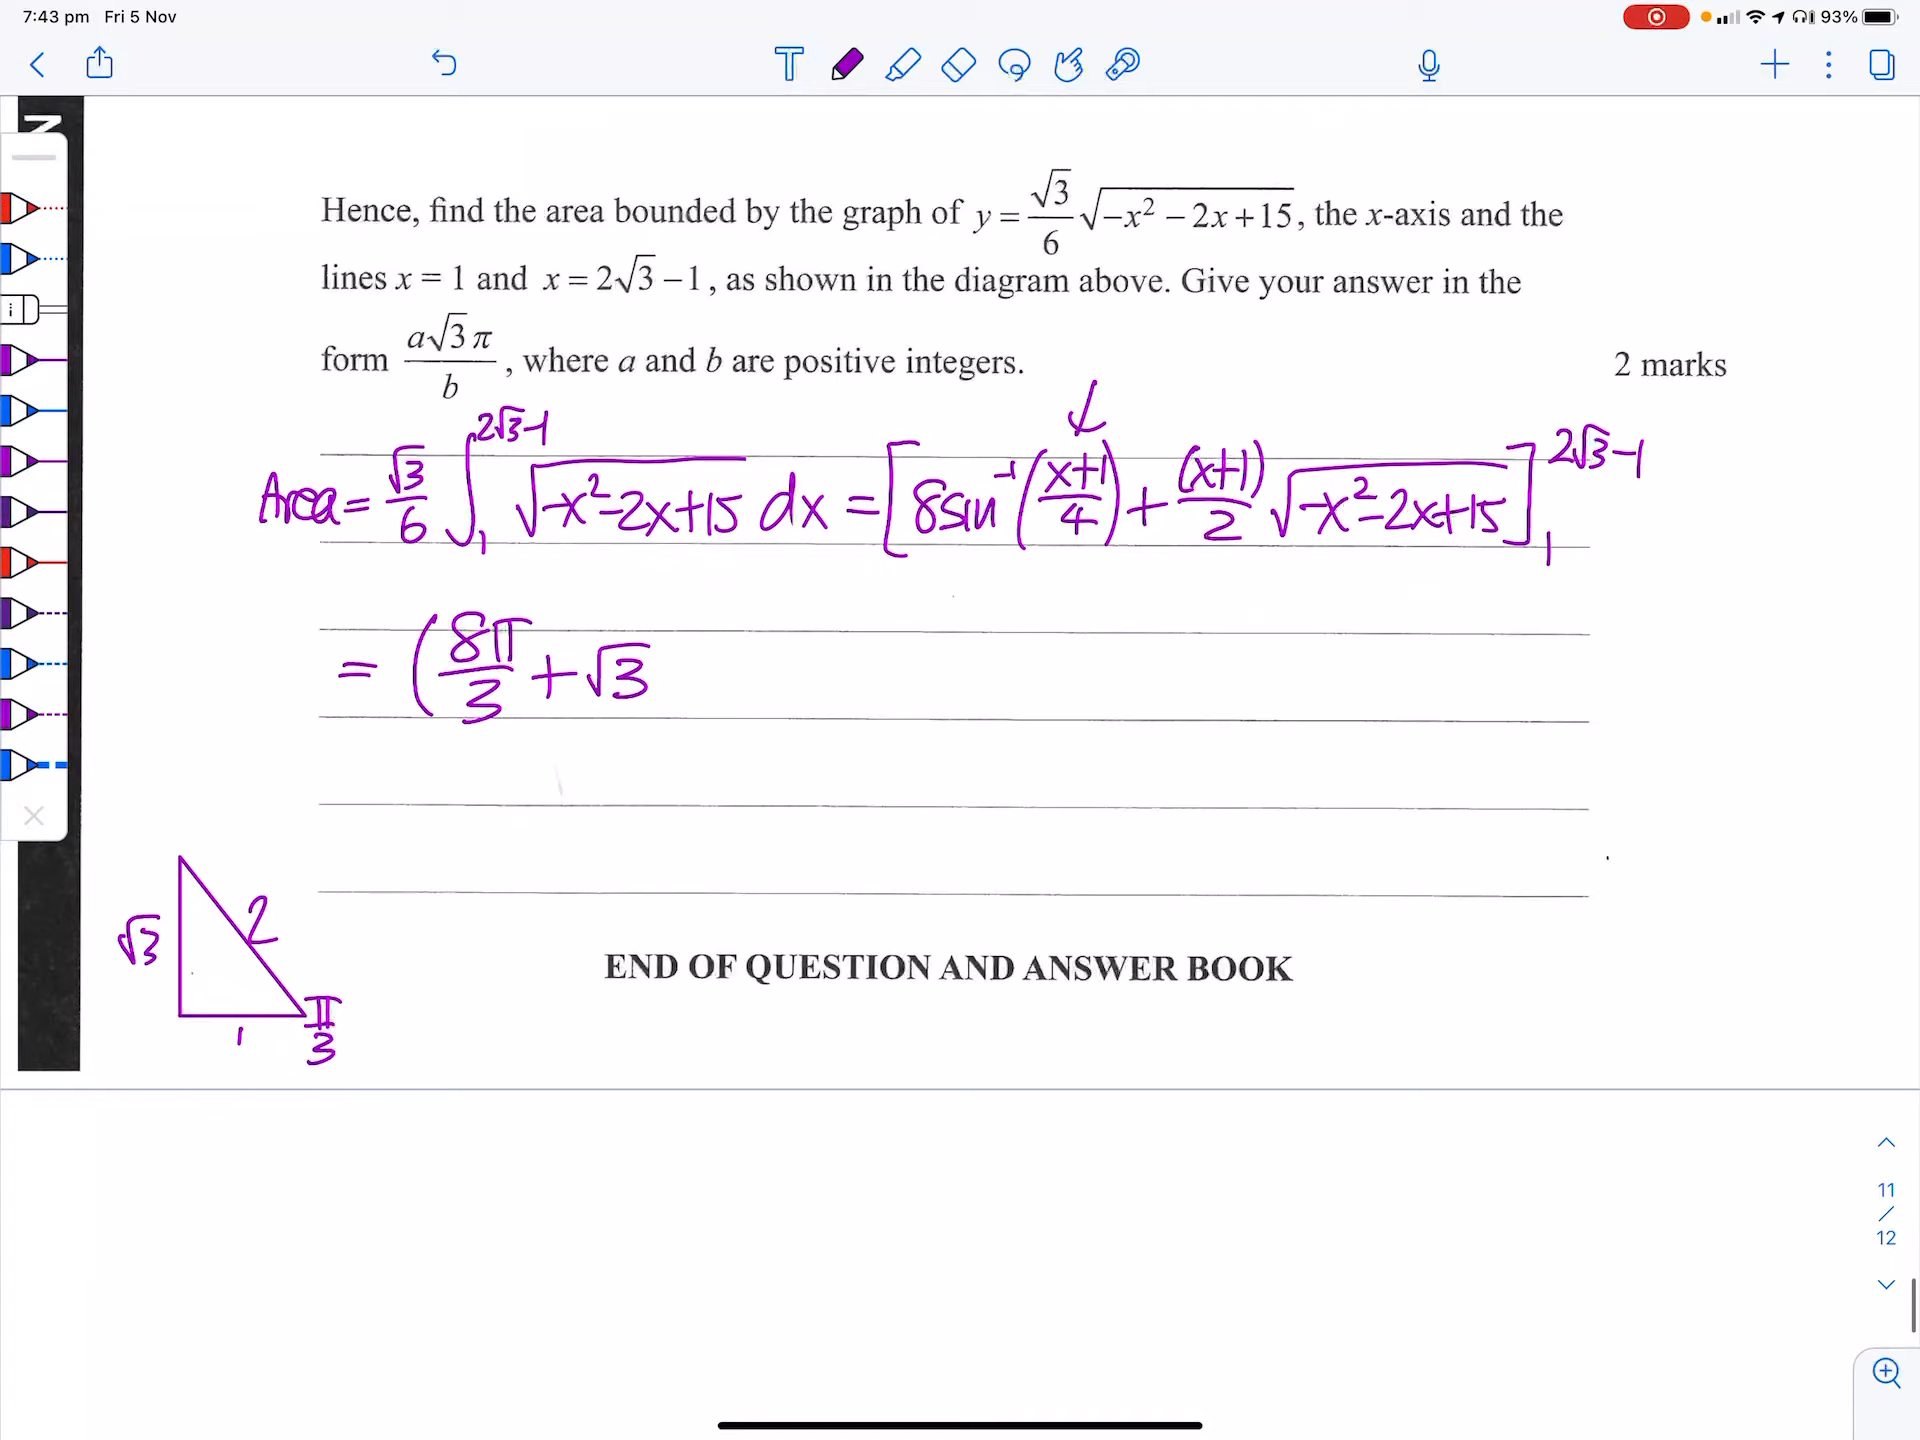 7:43 pm Fri 5 Nov 93%
T
N
i
Hence, find the area bounded by the graph of y = √3/6 √(-x² - 2x + 15), the x-axis and the
lines x = 1 and x = 2√3 - 1, as shown in the diagram above. Give your answer in the
form a√3π/b, where a and b are positive integers.
2 marks
Area = √3/6 ∫₁^(2√3-1) √(-x²-2x+15) dx = [8sin⁻¹((x+1)/4) + (x+1)/2 √(-x²-2x+15)]₁^(2√3-1)
= (8π/3 + √3
√3 2
1 π/3
END OF QUESTION AND ANSWER BOOK
11
/
12